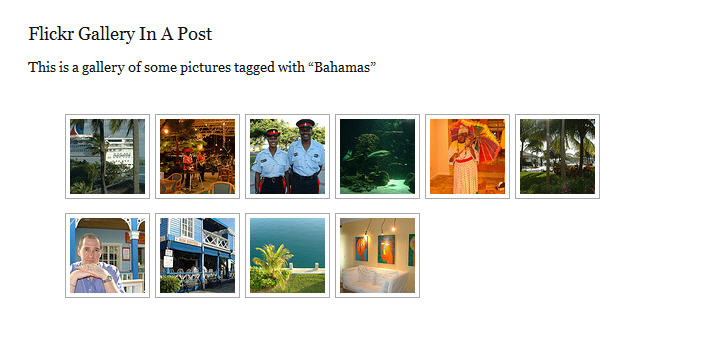 Flickr Gallery In A Post
This is a gallery of some pictures tagged with “Bahamas”